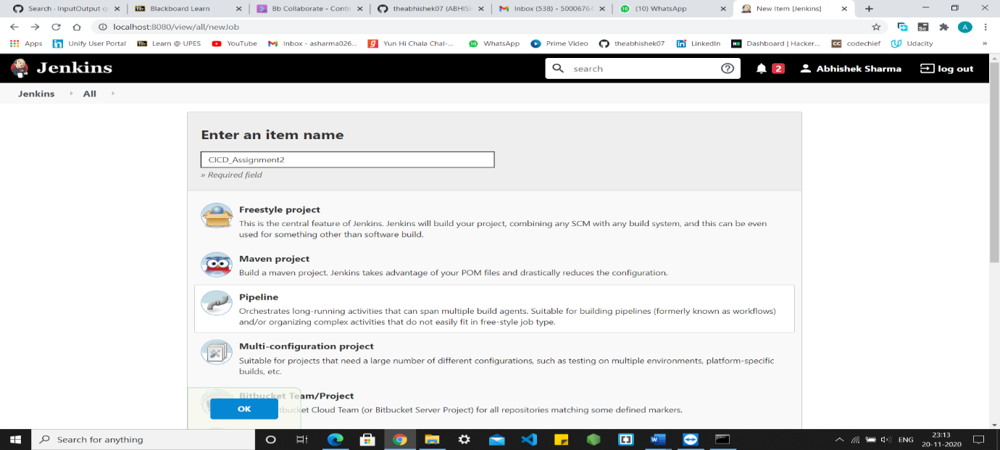 Search · InputOutput q
Blackboard Learn
Bb Collaborate - Contin
theabhishek07 (ABHISH
Inbox (538) - 50006764
(10) WhatsApp
New Item [Jenkins]
localhost:8080/view/all/newJob
Apps
Unify User Portal
Learn @ UPES
YouTube
Inbox - asharma026...
Yun Hi Chala Chal-...
WhatsApp
Prime Video
theabhishek07
LinkedIn
Dashboard | Hacker...
codechief
Udacity
»
Jenkins
search
2
Abhishek Sharma
log out
Jenkins
All
Enter an item name
CICD_Assignment2
» Required field
Freestyle project
This is the central feature of Jenkins. Jenkins will build your project, combining any SCM with any build system, and this can be even
used for something other than software build.
Maven project
Build a maven project. Jenkins takes advantage of your POM files and drastically reduces the configuration.
Pipeline
Orchestrates long-running activities that can span multiple build agents. Suitable for building pipelines (formerly known as workflows)
and/or organizing complex activities that do not easily fit in free-style job type.
Multi-configuration project
Suitable for projects that need a large number of different configurations, such as testing on multiple environments, platform-specific
builds, etc.
Bitbucket Team/Project
tbucket Cloud Team (or Bitbucket Server Project) for all repositories matching some defined markers.
OK
Search for anything
ENG
23:13
20-11-2020